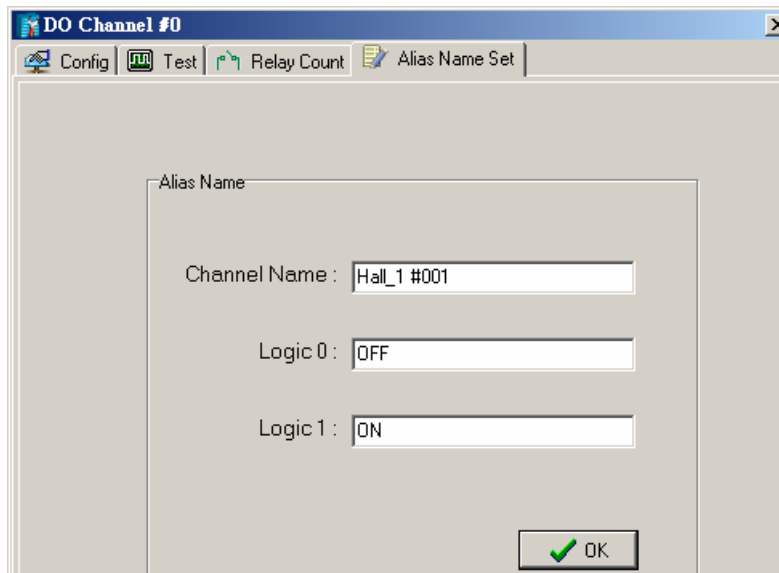 DO Channel #0
Config Test Relay Count Alias Name Set
Alias Name
Channel Name : Hall_1 #001
Logic 0 : OFF
Logic 1 : ON
OK